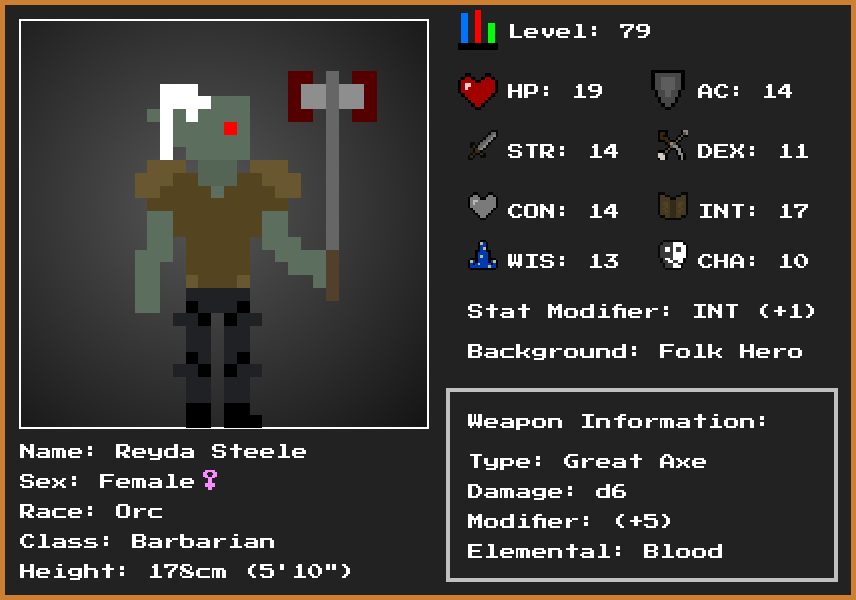 Level: 79
HP: 19 AC: 14
STR: 14 DEX: 11
CON: 14 INT: 17
WIS: 13 CHA: 10
Stat Modifier: INT (+1)
Background: Folk Hero
Weapon Information:
Type: Great Axe
Damage: d6
Modifier: (+5)
Elemental: Blood
Name: Reyda Steele
Sex: Female♀
Race: Orc
Class: Barbarian
Height: 178cm (5'10")